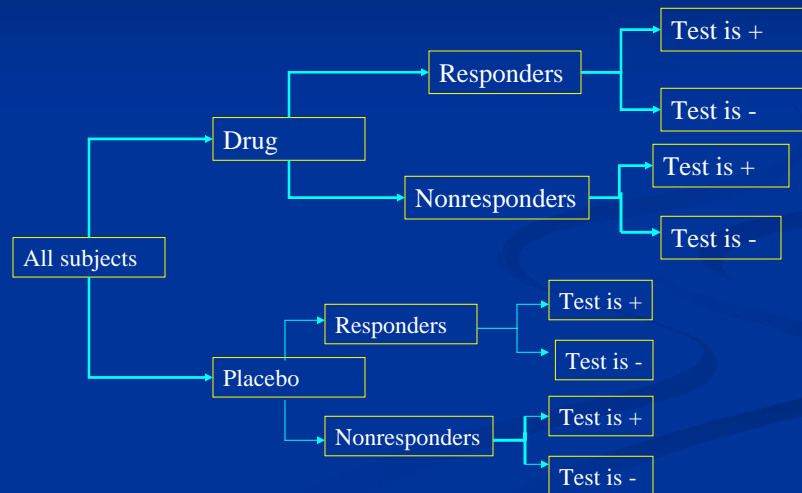 Test is +
Responders
Test is -
Drug
Test is +
Nonresponders
Test is -
All subjects
Test is +
Responders
Test is -
Placebo
Test is +
Nonresponders
Test is -